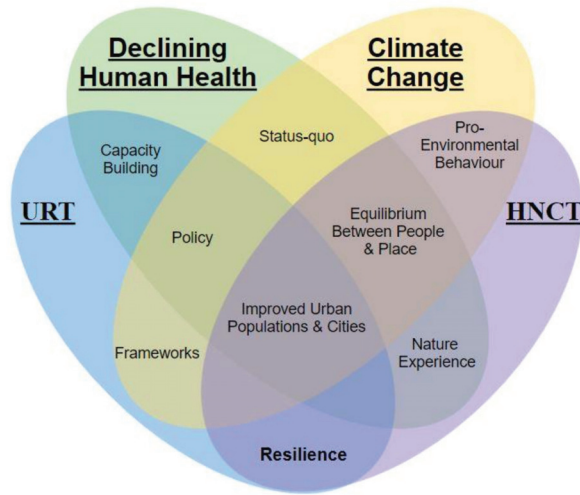 Declining
Human Health
Climate
Change
Capacity
Building
Status-quo
Pro-
Environmental
Behaviour
URT
HNCT
Policy
Equilibrium
Between People
& Place
Improved Urban
Populations & Cities
Frameworks
Nature
Experience
Resilience